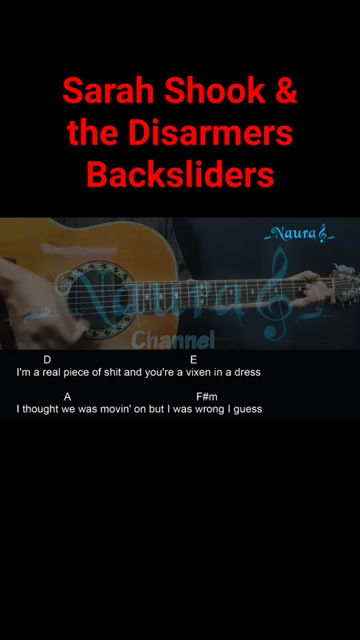 Sarah Shook &
the Disarmers
Backsliders
Naura
Naura
Channel
D E
I'm a real piece of shit and you're a vixen in a dress
A F#m
I thought we was movin' on but I was wrong I guess